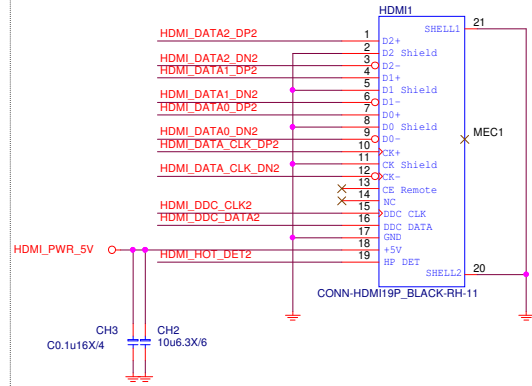 HDMI1
HDMI_DATA2_DP2 1 D2+ SHELL1 21
2 D2 Shield
HDMI_DATA2_DN2 3 D2-
HDMI_DATA1_DP2 4 D1+
5 D1 Shield
HDMI_DATA1_DN2 6 D1-
HDMI_DATA0_DP2 7 D0+
8 D0 Shield
HDMI_DATA0_DN2 9 D0-
MEC1
HDMI_DATA_CLK_DP2 10 CK+
11 CK Shield
HDMI_DATA_CLK_DN2 12 CK-
13 CE Remote
14 NC
HDMI_DDC_CLK2 15 DDC CLK
HDMI_DDC_DATA2 16 DDC DATA
17 GND
HDMI_PWR_5V 18 +5V
HDMI_HOT_DET2 19 HP DET
SHELL2 20
CONN-HDMI19P_BLACK-RH-11
CH3 CH2
C0.1u16X/4 10u6.3X/6